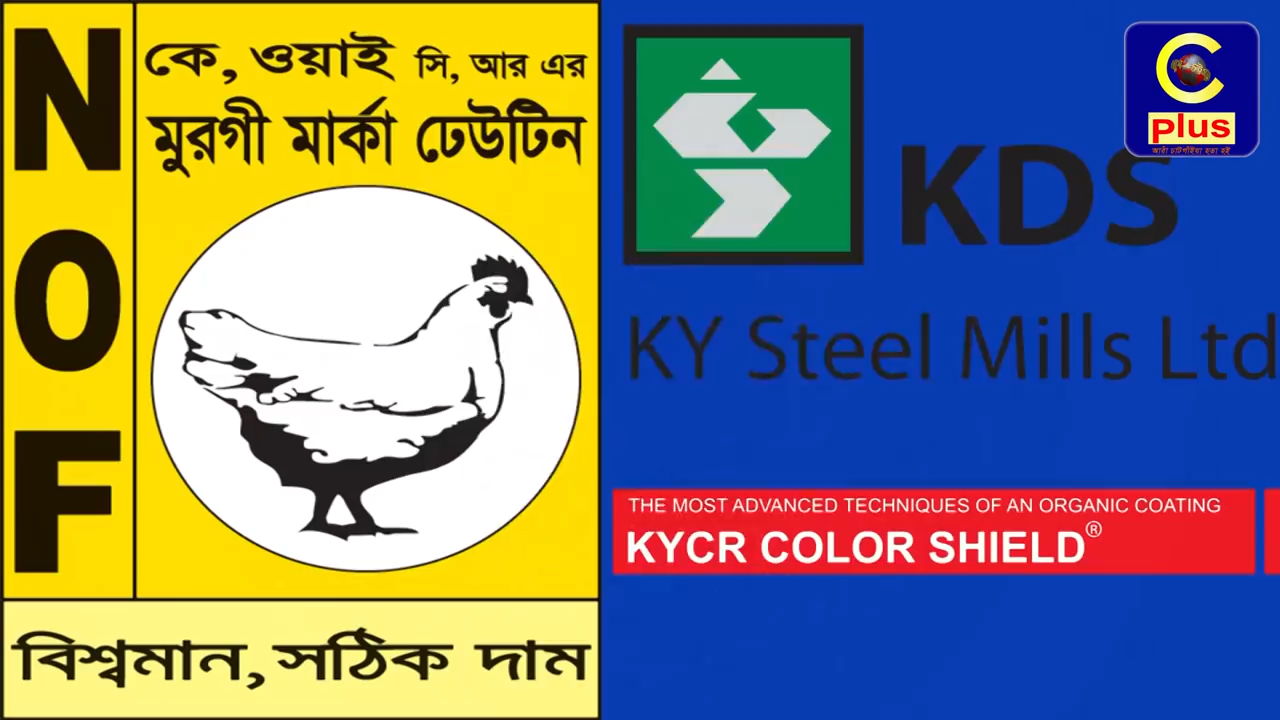 NOF
কে, ওয়াই সি, আর এর
মুরগী মার্কা ঢেউটিন
বিশ্বমান, সঠিক দাম
KDS
KY Steel Mills Ltd
THE MOST ADVANCED TECHNIQUES OF AN ORGANIC COATING
KYCR COLOR SHIELD®
C
plus